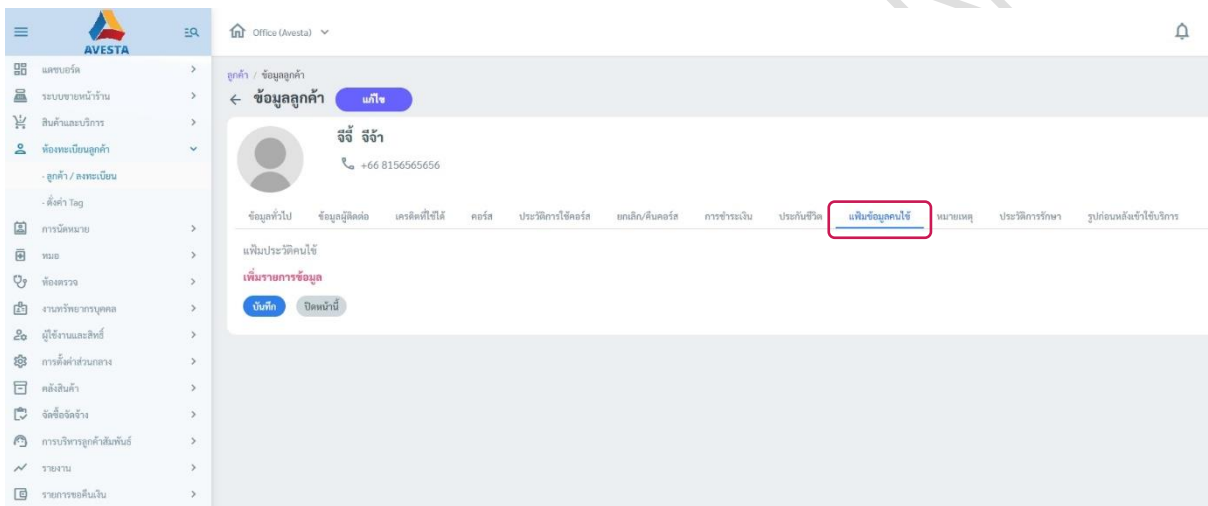 AVESTA
Office (Avesta)
แดชบอร์ด
ระบบขายหน้าร้าน
สินค้าและบริการ
ห้องทะเบียนลูกค้า
- ลูกค้า / ลงทะเบียน
- ตั้งค่า Tag
การนัดหมาย
หมอ
ห้องตรวจ
งานทรัพยากรบุคคล
ผู้ใช้งานและสิทธิ์
การตั้งค่าส่วนกลาง
คลังสินค้า
จัดซื้อจัดจ้าง
การบริหารลูกค้าสัมพันธ์
รายงาน
รายการขอคืนเงิน
ลูกค้า / ข้อมูลลูกค้า
ข้อมูลลูกค้า แก้ไข
จีจี้ จีจ้า
+66 8156565656
ข้อมูลทั่วไป ข้อมูลผู้ติดต่อ เครดิตที่ใช้ได้ คอร์ส ประวัติการใช้คอร์ส ยกเลิก/คืนคอร์ส การชำระเงิน ประกันชีวิต แฟ้มข้อมูลคนไข้ หมายเหตุ ประวัติการรักษา รูปก่อนหลังเข้าใช้บริการ
แฟ้มประวัติคนไข้
เพิ่มรายการข้อมูล
บันทึก ปิดหน้านี้